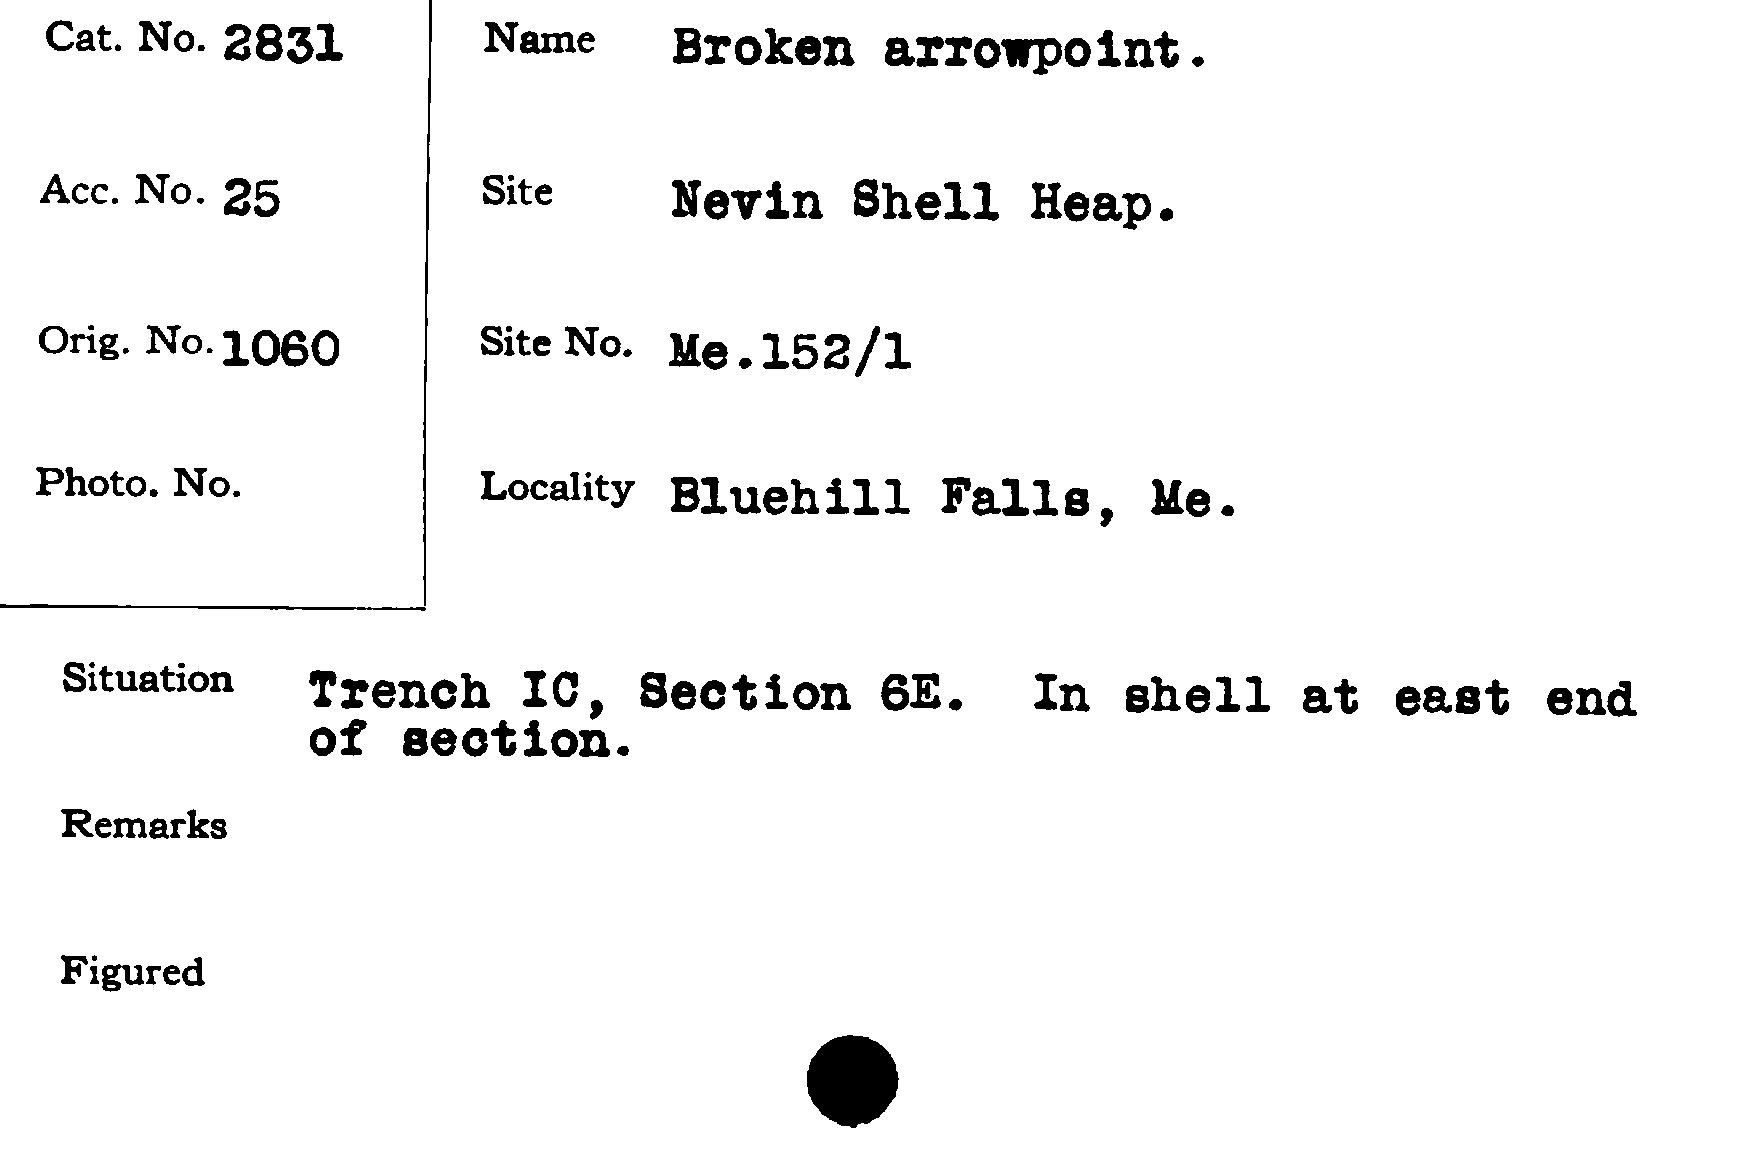 Cat. No. 2831
Name Broken arrowpoint.
Acc. No. 25
Site Nevin Shell Heap.
Orig. No. 1060
Site No. Me.152/1
Photo. No.
Locality Bluehill Falls, Me.
Situation Trench IC, Section 6E. In shell at east end
of section.
Remarks
Figured